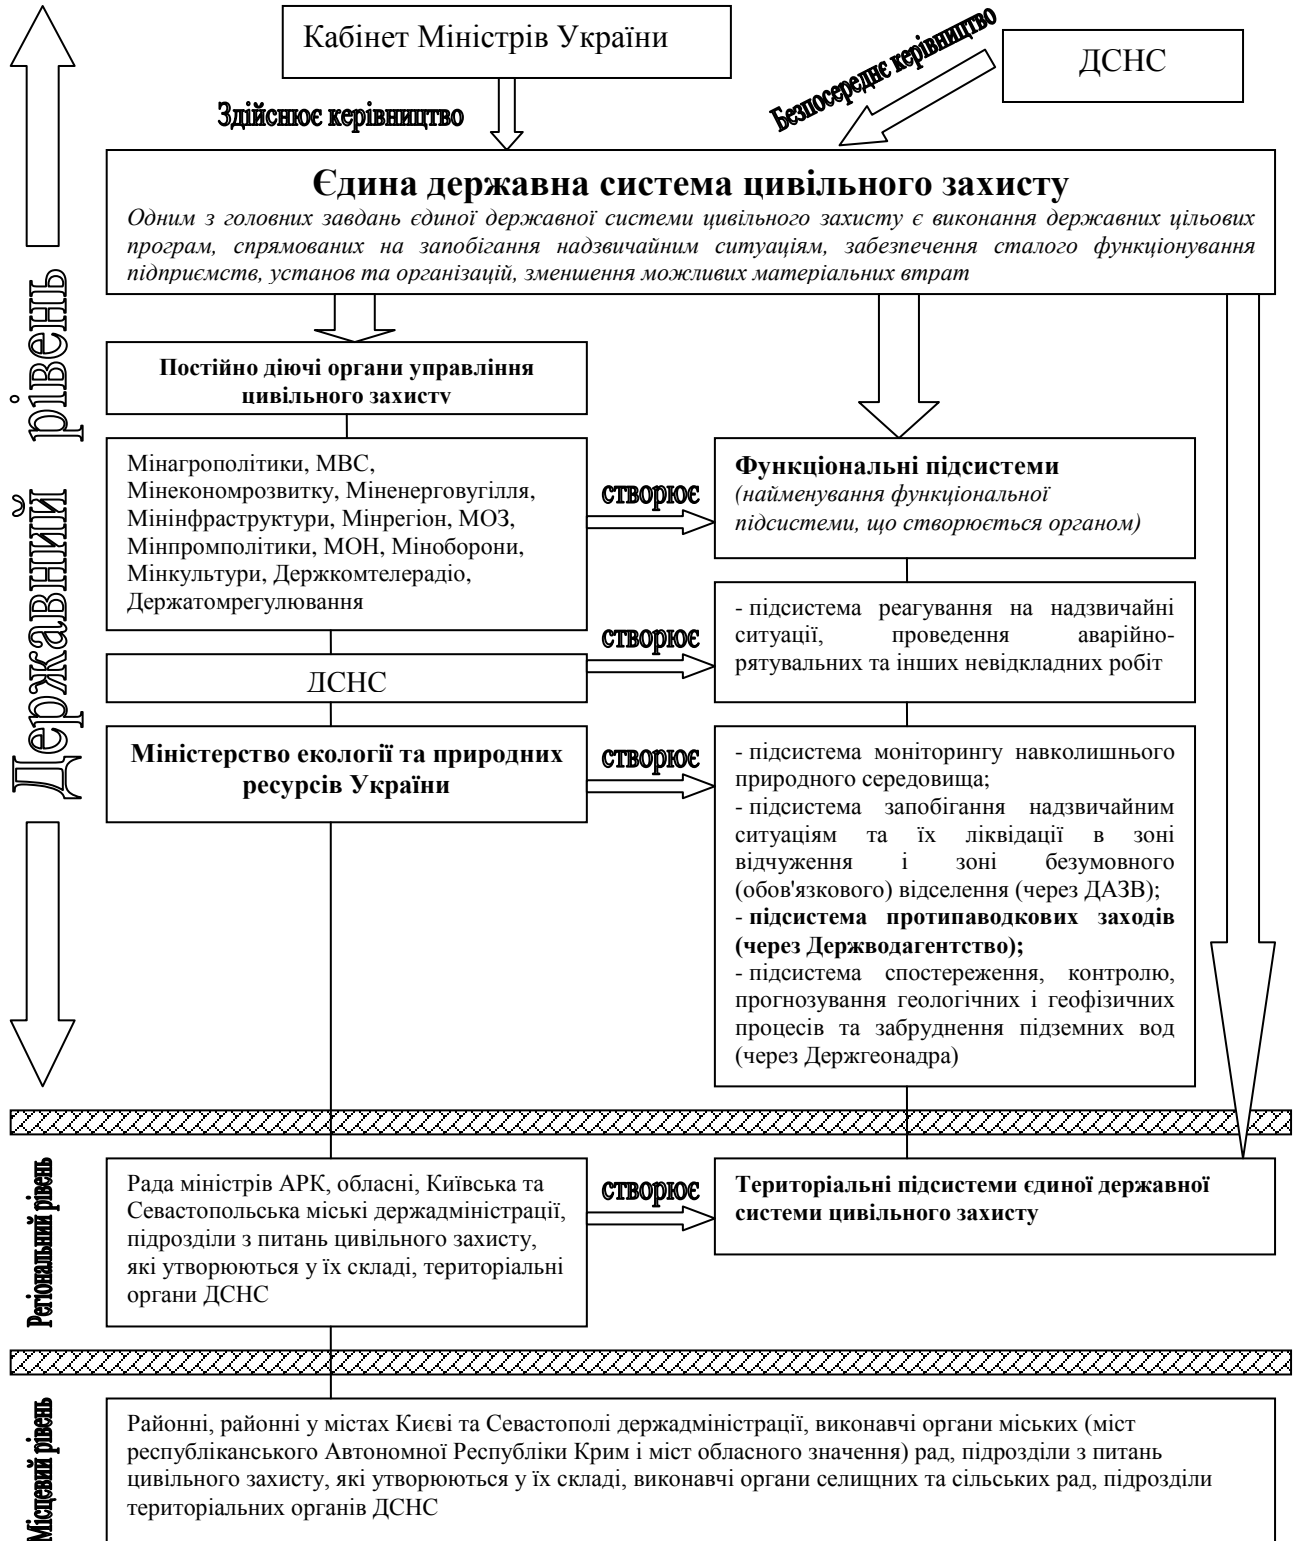 Кабінет Міністрів України
ДСНС
Здійснює керівництво
Безпосереднє керівництво
Єдина державна система цивільного захисту
Одним з головних завдань єдиної державної системи цивільного захисту є виконання державних цільових
програм, спрямованих на запобігання надзвичайним ситуаціям, забезпечення сталого функціонування
підприємств, установ та організацій, зменшення можливих матеріальних втрат
Державний рівень
Постійно діючі органи управління
цивільного захисту
Мінагрополітики, МВС,
Мінекономрозвитку, Міненерговугілля,
Мінінфраструктури, Мінрегіон, МОЗ,
Мінпромполітики, МОН, Міноборони,
Мінкультури, Держкомтелерадіо,
Держатомрегулювання
створює
Функціональні підсистеми
(найменування функціональної
підсистеми, що створюється органом)
ДСНС
створює
- підсистема реагування на надзвичайні
ситуації, проведення аварійно-
рятувальних та інших невідкладних робіт
Міністерство екології та природних
ресурсів України
створює
- підсистема моніторингу навколишнього
природного середовища;
- підсистема запобігання надзвичайним
ситуаціям та їх ліквідації в зоні
відчуження і зоні безумовного
(обов'язкового) відселення (через ДАЗВ);
- підсистема протипаводкових заходів
(через Держводагентство);
- підсистема спостереження, контролю,
прогнозування геологічних і геофізичних
процесів та забруднення підземних вод
(через Держгеонадра)
Регіональний рівень
Рада міністрів АРК, обласні, Київська та
Севастопольська міські держадміністрації,
підрозділи з питань цивільного захисту,
які утворюються у їх складі, територіальні
органи ДСНС
створює
Територіальні підсистеми єдиної державної
системи цивільного захисту
Місцевий рівень
Районні, районні у містах Києві та Севастополі держадміністрації, виконавчі органи міських (міст
республіканського Автономної Республіки Крим і міст обласного значення) рад, підрозділи з питань
цивільного захисту, які утворюються у їх складі, виконавчі органи селищних та сільських рад, підрозділи
територіальних органів ДСНС